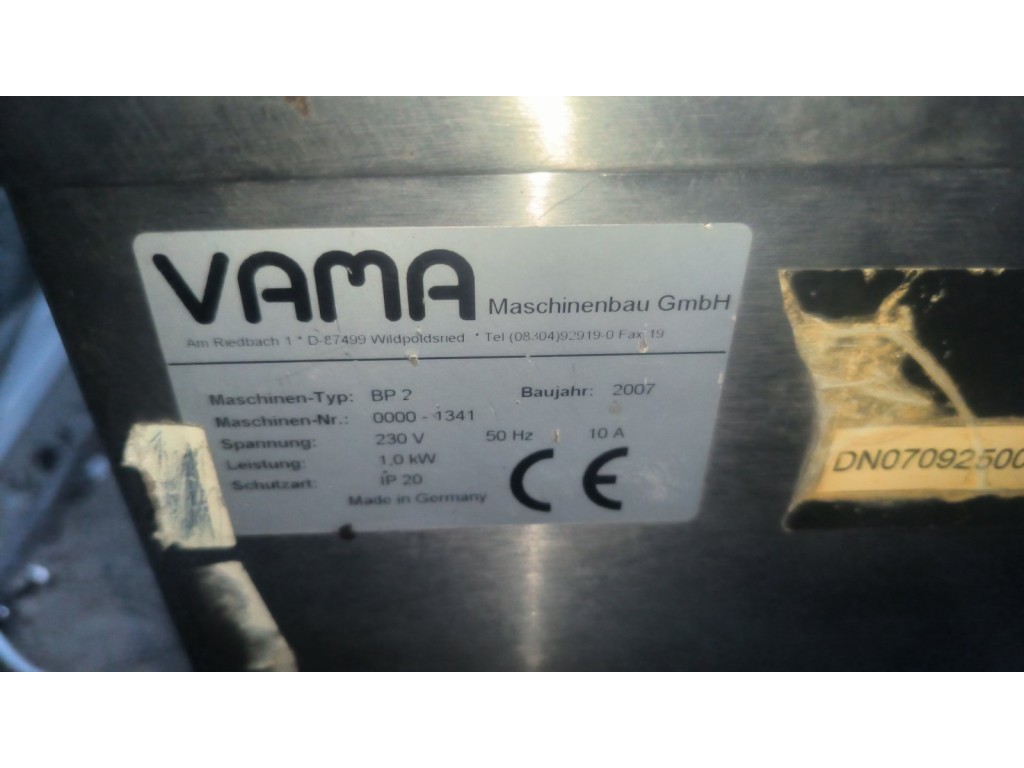 VAMA Maschinenbau GmbH
Am Riedbach 1 * D-87499 Wildpoldsried * Tel (08304)92919-0 Fax 19
Maschinen-Typ: BP 2 Baujahr: 2007
Maschinen-Nr.: 0000 - 1341
Spannung: 230 V 50 Hz 10 A
Leistung: 1,0 kW
Schutzart: IP 20
Made in Germany
CE
DN07092500